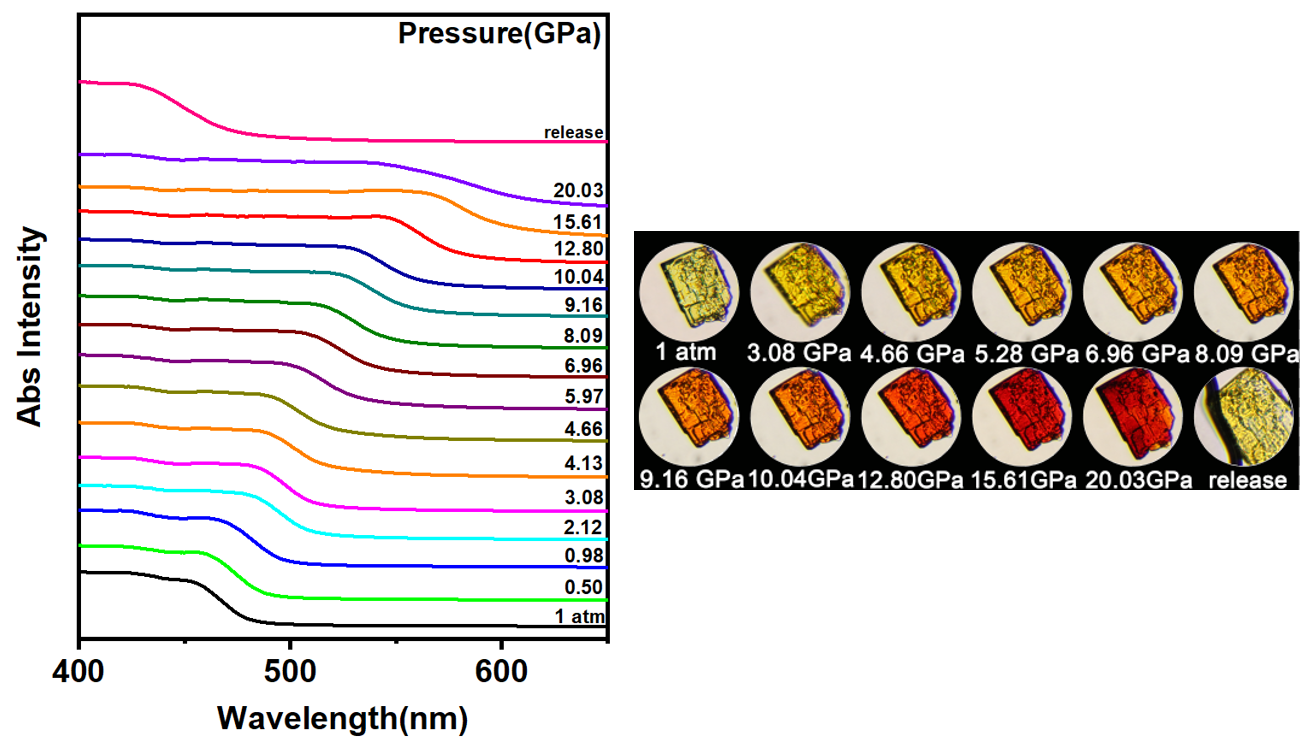 Pressure(GPa)
release
20.03
15.61
12.80
10.04
9.16
8.09
6.96
5.97
4.66
4.13
3.08
2.12
0.98
0.50
1 atm
Abs Intensity
400 500 600
Wavelength(nm)
1 atm 3.08 GPa 4.66 GPa 5.28 GPa 6.96 GPa 8.09 GPa
9.16 GPa 10.04GPa 12.80GPa 15.61GPa 20.03GPa release